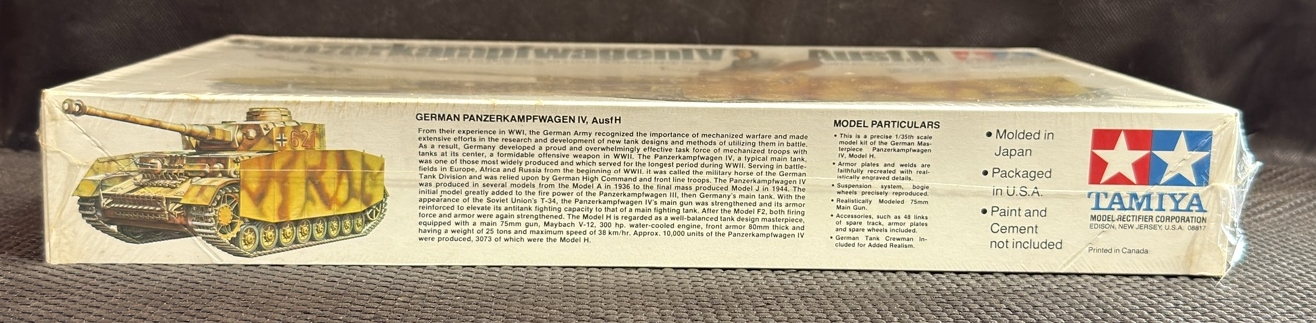 PanzerkampfwagenIV AusfH
GERMAN PANZERKAMPFWAGEN IV, Ausf H
From their experience in WWI, the German Army recognized the importance of mechanized warfare and made
extensive efforts in the research and development of new tank designs and methods of utilizing them in battle.
As a result, Germany developed a proud and overwhelmingly effective task force of mechanized troops with
tanks at its center, a formidable offensive weapon in WWII. The Panzerkampfwagen IV, a typical main tank,
was one of those most widely produced and which served for the longest period during WWII. Serving in battle-
fields in Europe, Africa and Russia from the beginning of WWII, it was called the military horse of the German
Tank Division and was relied upon by German High Command and front line troops. The Panzerkampfwagen IV
was produced in several models from the Model A in 1936 to the final mass produced Model J in 1944. With the
initial model greatly added to the fire power of the Panzerkampfwagen III, then Germany's main tank. With the
appearance of the Soviet Union's T-34, the Panzerkampfwagen IV's main gun was strengthened and its armor
reinforced to elevate its antitank fighting capacity to that of a main fighting tank. After the Model F2, both firing
force and armor were again strengthened. The Model H is regarded as a well-balanced tank design masterpiece,
equipped with a main 75mm gun, Maybach V-12, 300 hp. water-cooled engine, front armor 80mm thick and
having a weight of 25 tons and maximum speed of 38 km/hr. Approx. 10,000 units of the Panzerkampfwagen IV
were produced, 3073 of which were the Model H.
MODEL PARTICULARS
• This is a precise 1/35th scale
model kit of the German Mas-
terpiece Panzerkampfwagen
IV, Model H.
• Armor plates and welds are
faithfully recreated with real-
istically engraved details.
• Suspension system, bogie
wheels precisely reproduced.
• Realistically Modeled 75mm
Main Gun.
• Accessories, such as 48 links
of spare track, armor plates
and spare wheels included.
• German Tank Crewman In-
cluded for Added Realism.
• Molded in
Japan
• Packaged
in U.S.A.
• Paint and
Cement
not included
TAMIYA
MODEL-RECTIFIER CORPORATION
EDISON, NEW JERSEY, U.S.A. 08817
Printed in Canada
621